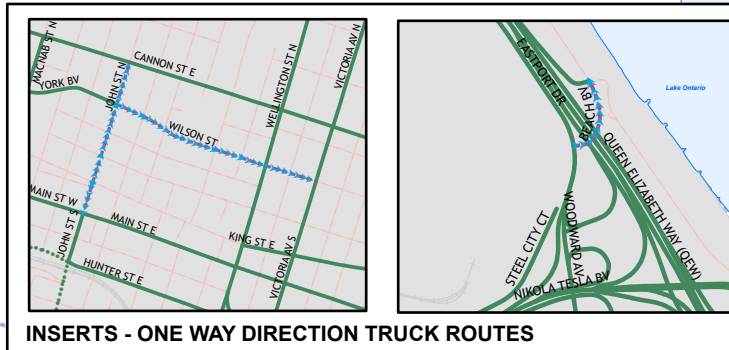 MACNAB ST N
CANNON ST E
JOHN ST N
YORK BV
WELLINGTON ST N
VICTORIA AV N
WILSON ST
MAIN ST W
MAIN ST E
JOHN ST S
KING ST E
VICTORIA AV S
HUNTER ST E
EASTPORT DR
BEACH BV
Lake Ontario
QUEEN ELIZABETH WAY (QEW)
WOODWARD AV
STEEL CITY CT
NIKOLA TESLA BV
INSERTS - ONE WAY DIRECTION TRUCK ROUTES